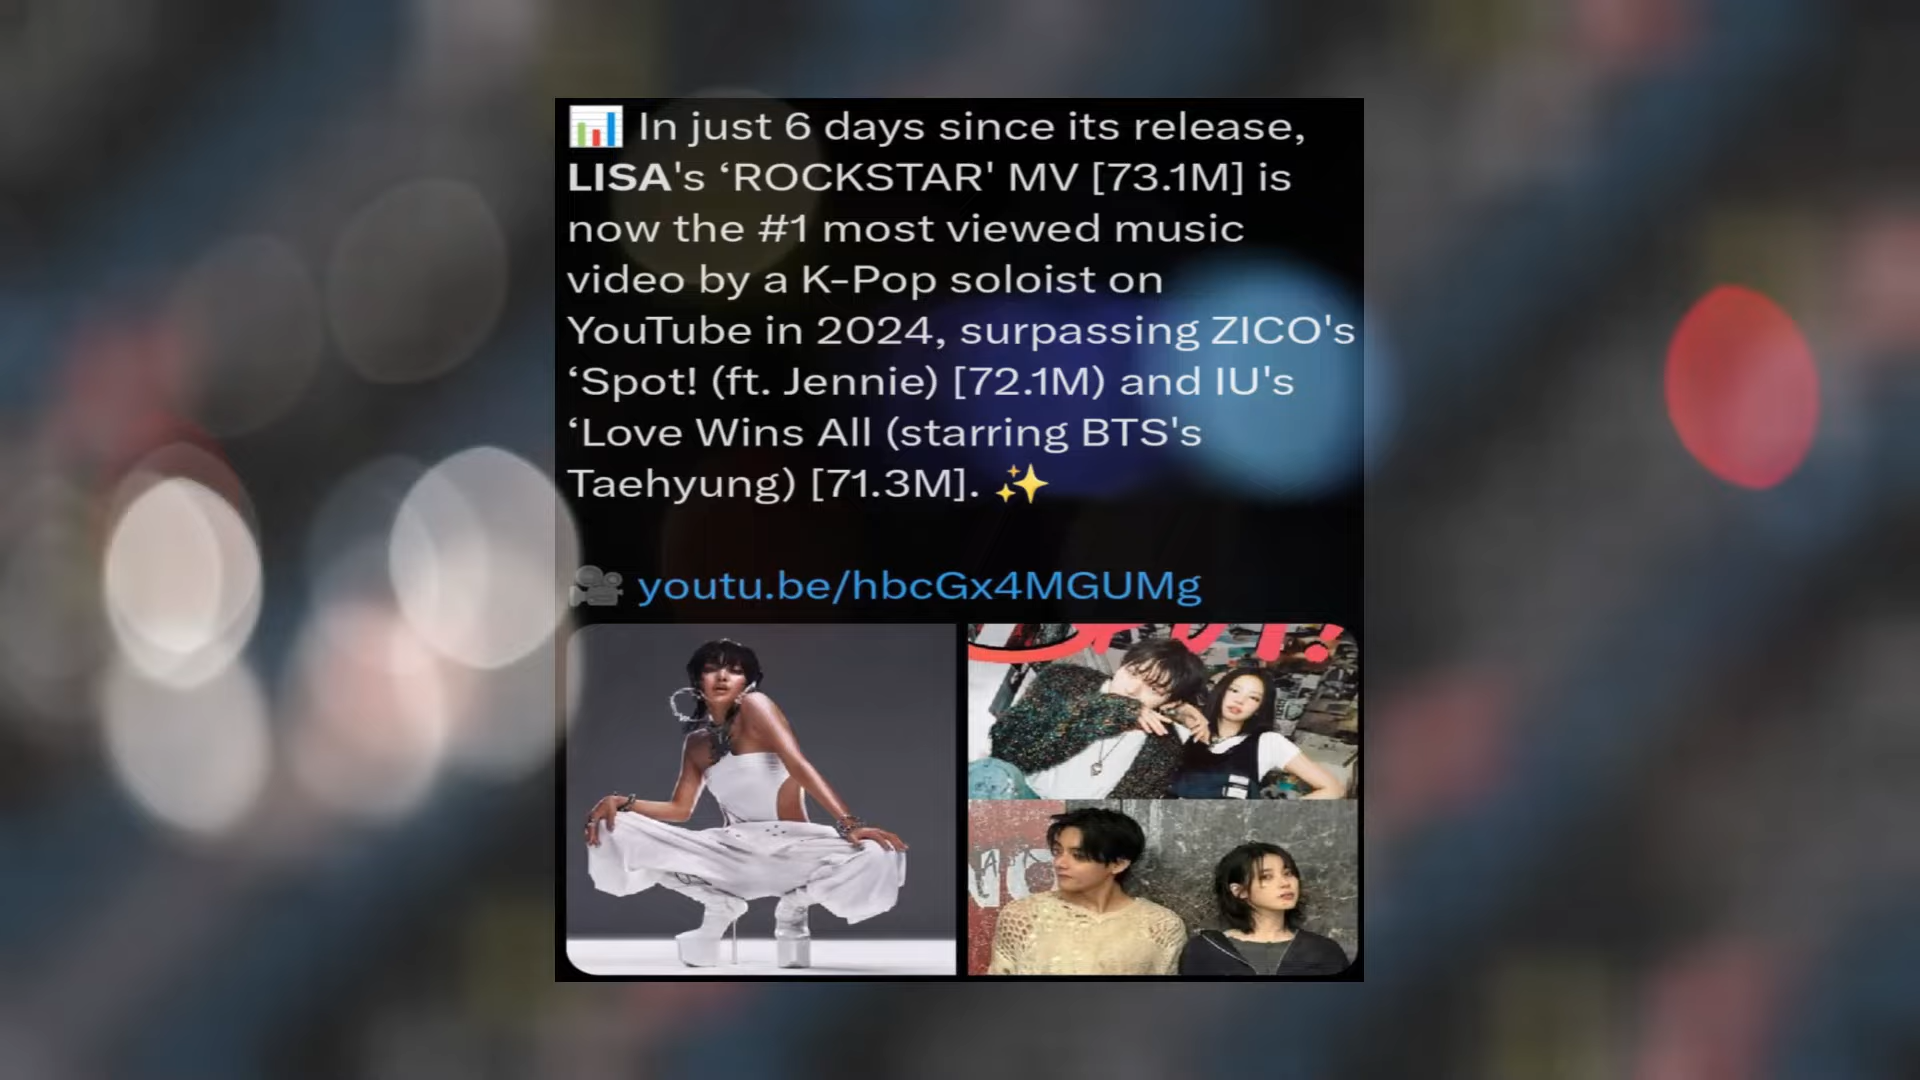 📊 In just 6 days since its release,
LISA's ‘ROCKSTAR' MV [73.1M] is
now the #1 most viewed music
video by a K-Pop soloist on
YouTube in 2024, surpassing ZICO's
‘Spot! (ft. Jennie) [72.1M) and IU's
‘Love Wins All (starring BTS's
Taehyung) [71.3M]. ✨
🎥 youtu.be/hbcGx4MGUMg